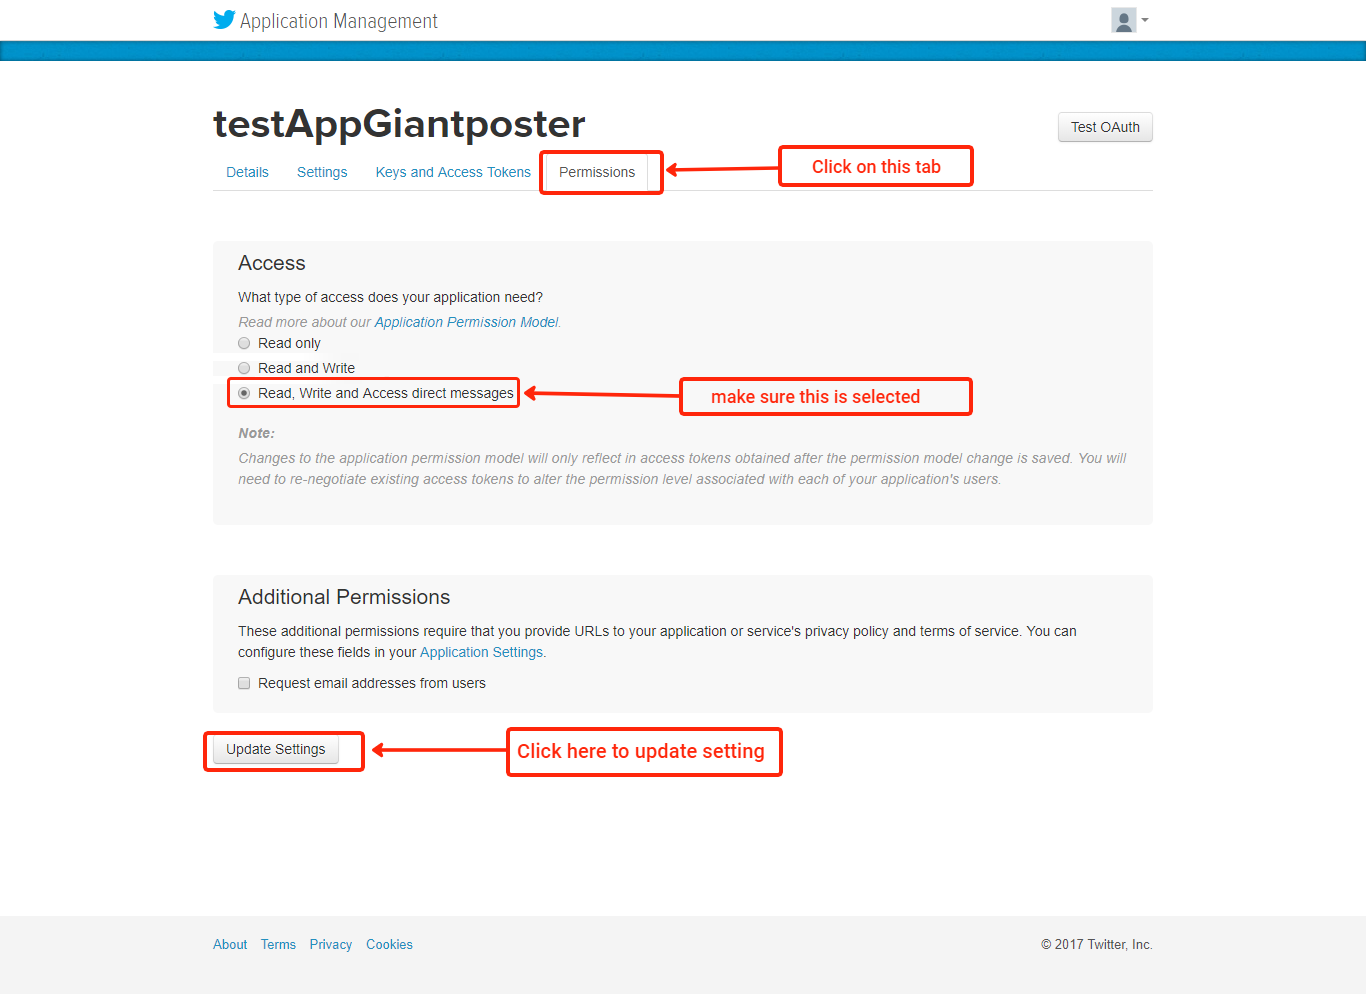 Application Management
testAppGiantposter
Test OAuth
Details Settings Keys and Access Tokens Permissions
Click on this tab
Access
What type of access does your application need?
Read more about our Application Permission Model.
Read only
Read and Write
Read, Write and Access direct messages
make sure this is selected
Note:
Changes to the application permission model will only reflect in access tokens obtained after the permission model change is saved. You will
need to re-negotiate existing access tokens to alter the permission level associated with each of your application's users.
Additional Permissions
These additional permissions require that you provide URLs to your application or service's privacy policy and terms of service. You can
configure these fields in your Application Settings.
Request email addresses from users
Update Settings
Click here to update setting
About Terms Privacy Cookies
© 2017 Twitter, Inc.